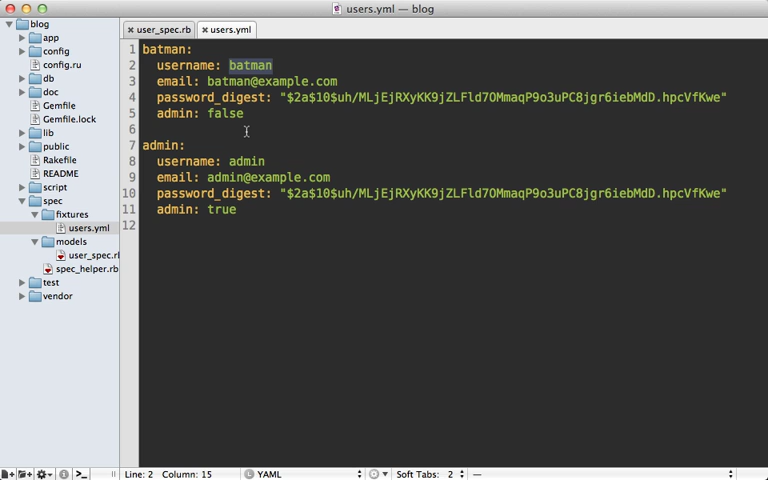 users.yml — blog
blog
app
config
config.ru
db
doc
Gemfile
Gemfile.lock
lib
public
Rakefile
README
script
spec
fixtures
users.yml
models
user_spec.rl
spec_helper.rb
test
vendor
user_spec.rb
users.yml
1 batman:
2 username: batman
3 email: batman@example.com
4 password_digest: "$2a$10$uh/MLjEjRXyKK9jZLFld7OMmaqP9o3uPC8jgr6iebMdD.hpcVfKwe"
5 admin: false
6
7 admin:
8 username: admin
9 email: admin@example.com
10 password_digest: "$2a$10$uh/MLjEjRXyKK9jZLFld7OMmaqP9o3uPC8jgr6iebMdD.hpcVfKwe"
11 admin: true
12
Line: 2 Column: 15
YAML
Soft Tabs: 2
—